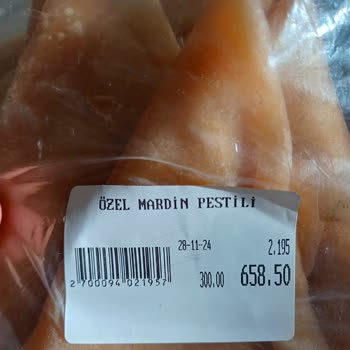 ÖZEL MARDİN PESTİLİ
28-11-24 2,195
300,00 658.50
2 700094 021957